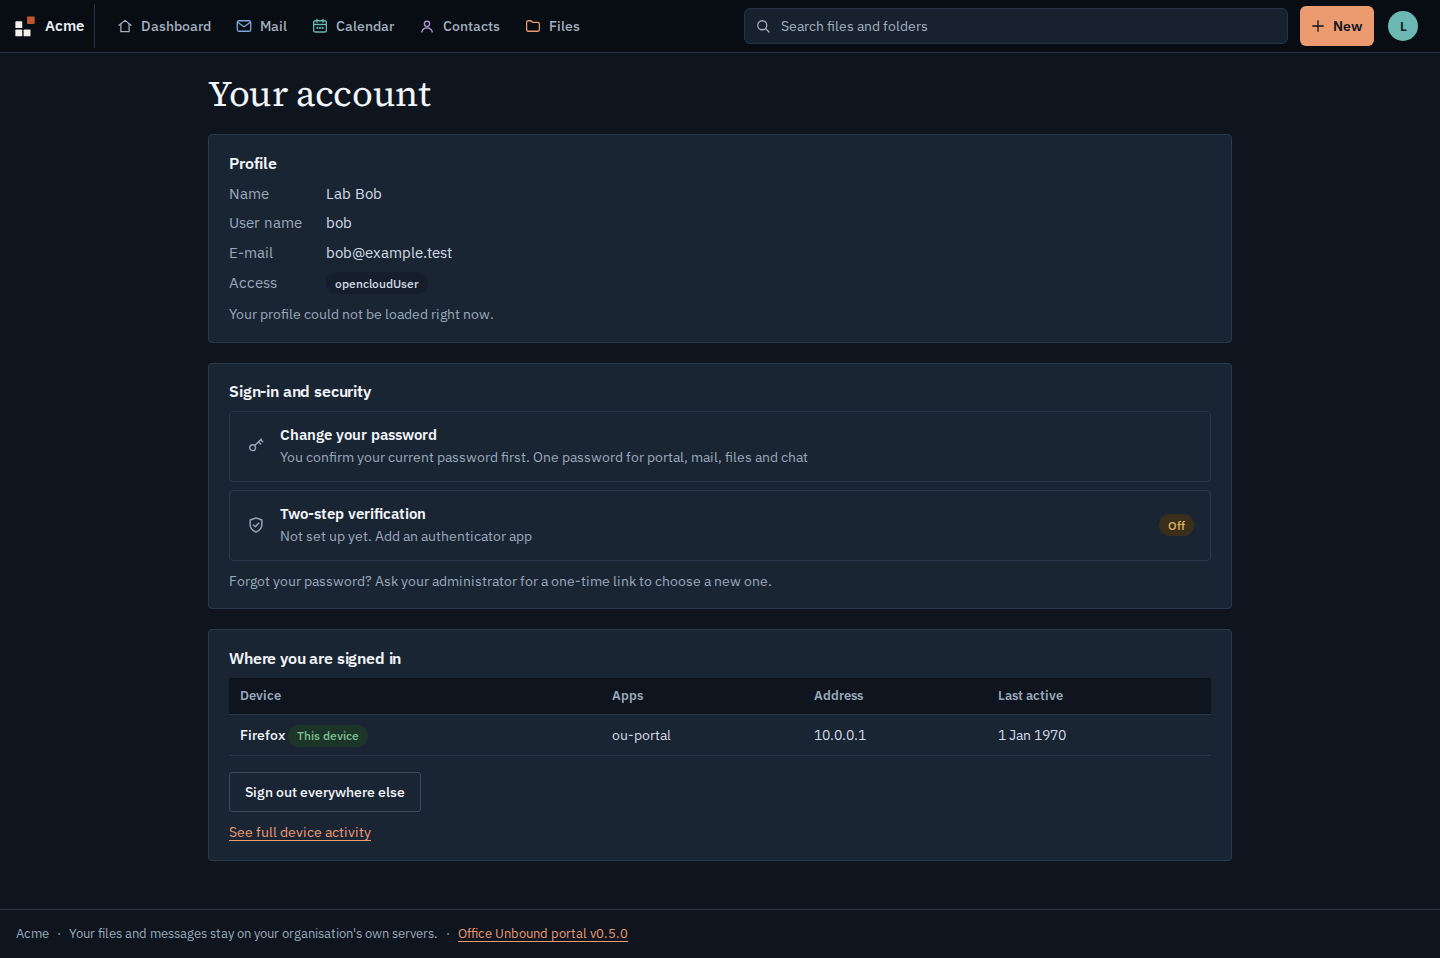 Acme
Dashboard
Mail
Calendar
Contacts
Files
Search files and folders
New
L
Your account
Profile
Name Lab Bob
User name bob
E-mail bob@example.test
Access opencloudUser
Your profile could not be loaded right now.
Sign-in and security
Change your password
You confirm your current password first. One password for portal, mail, files and chat
Two-step verification
Not set up yet. Add an authenticator app
Off
Forgot your password? Ask your administrator for a one-time link to choose a new one.
Where you are signed in
Device Apps Address Last active
Firefox This device ou-portal 10.0.0.1 1 Jan 1970
Sign out everywhere else
See full device activity
Acme · Your files and messages stay on your organisation's own servers. · Office Unbound portal v0.5.0